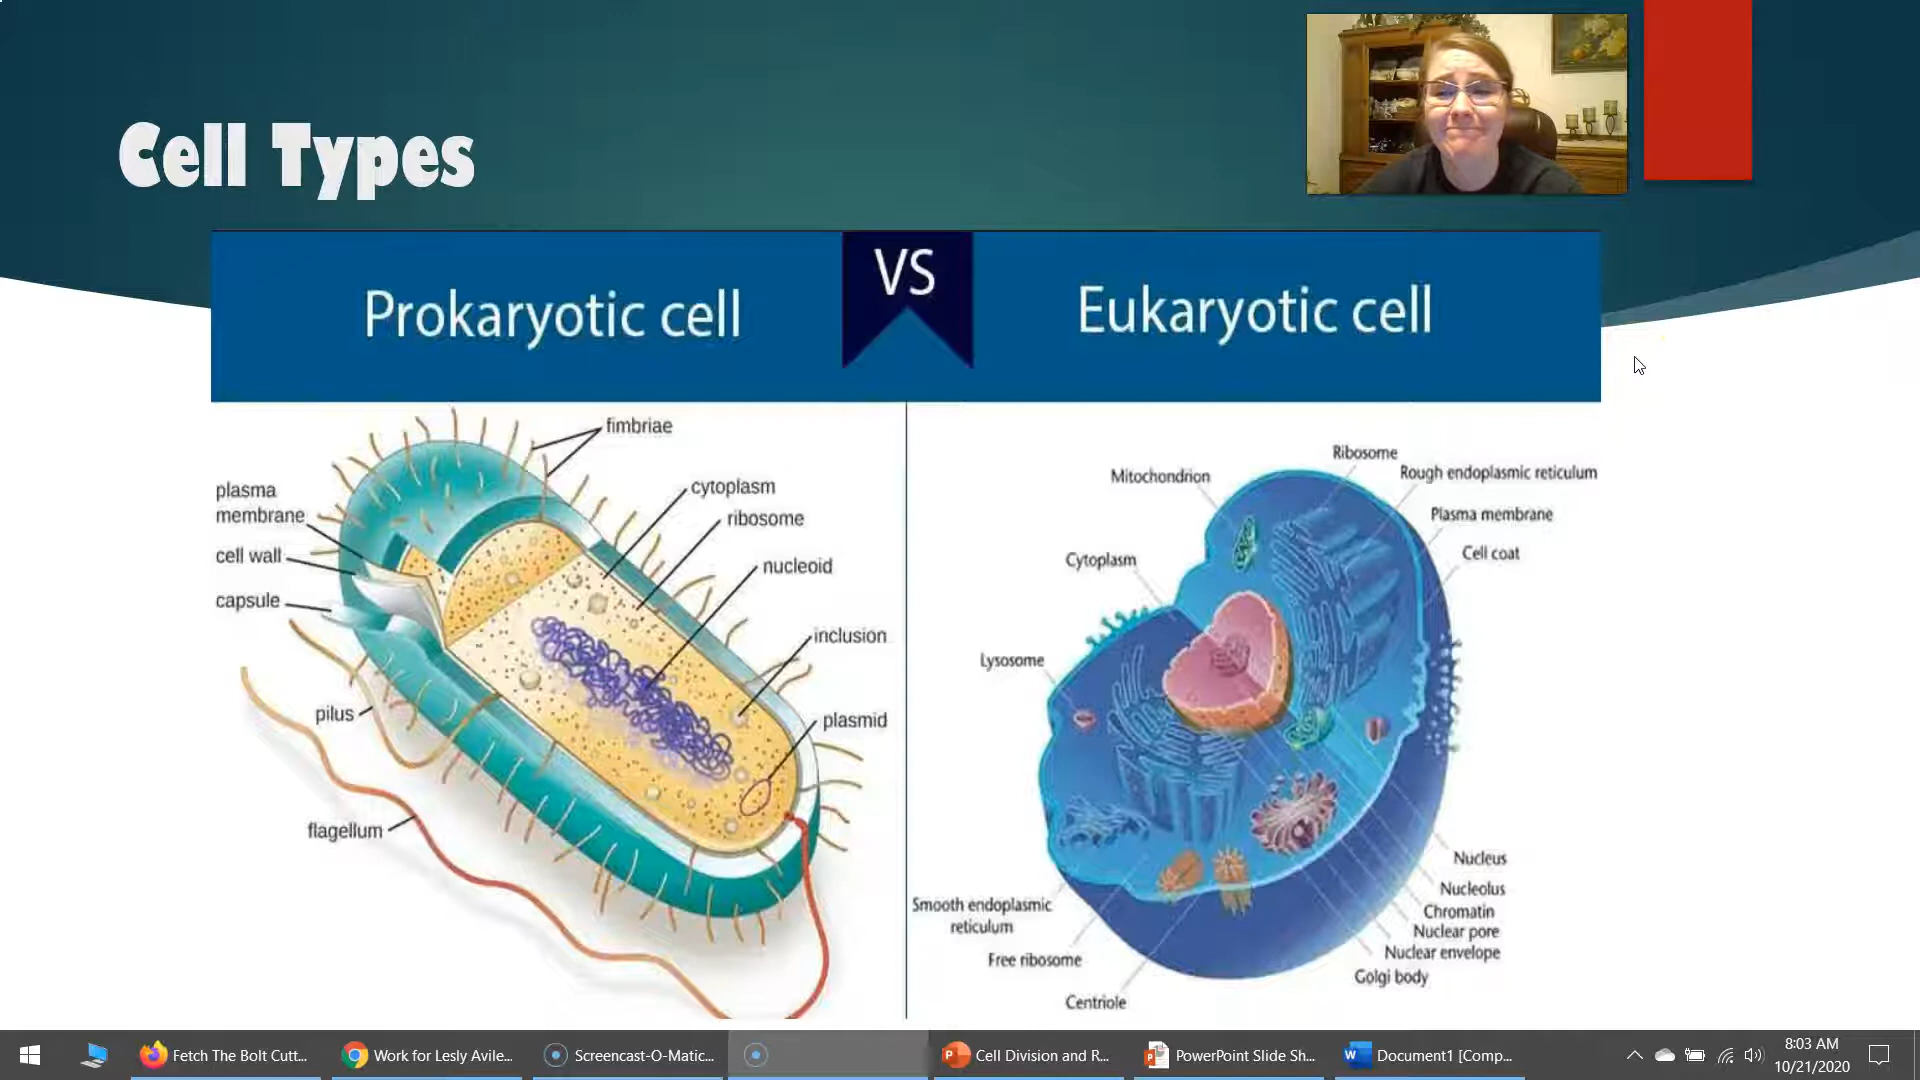 Cell Types
Prokaryotic cell
VS
Eukaryotic cell
fimbriae
plasma
membrane
cytoplasm
ribosome
cell wall
nucleoid
capsule
inclusion
pilus
plasmid
flagellum
Ribosome
Mitochondrion
Rough endoplasmic reticulum
Plasma membrane
Cell coat
Cytoplasm
Lysosome
Nucleus
Nucleolus
Smooth endoplasmic
reticulum
Chromatin
Nuclear pore
Nuclear envelope
Free ribosome
Golgi body
Centriole
Fetch The Bolt Cutt...
Work for Lesly Avile...
Screencast-O-Matic...
Cell Division and R...
PowerPoint Slide Sh...
Document1 [Comp...
8:03 AM
10/21/2020